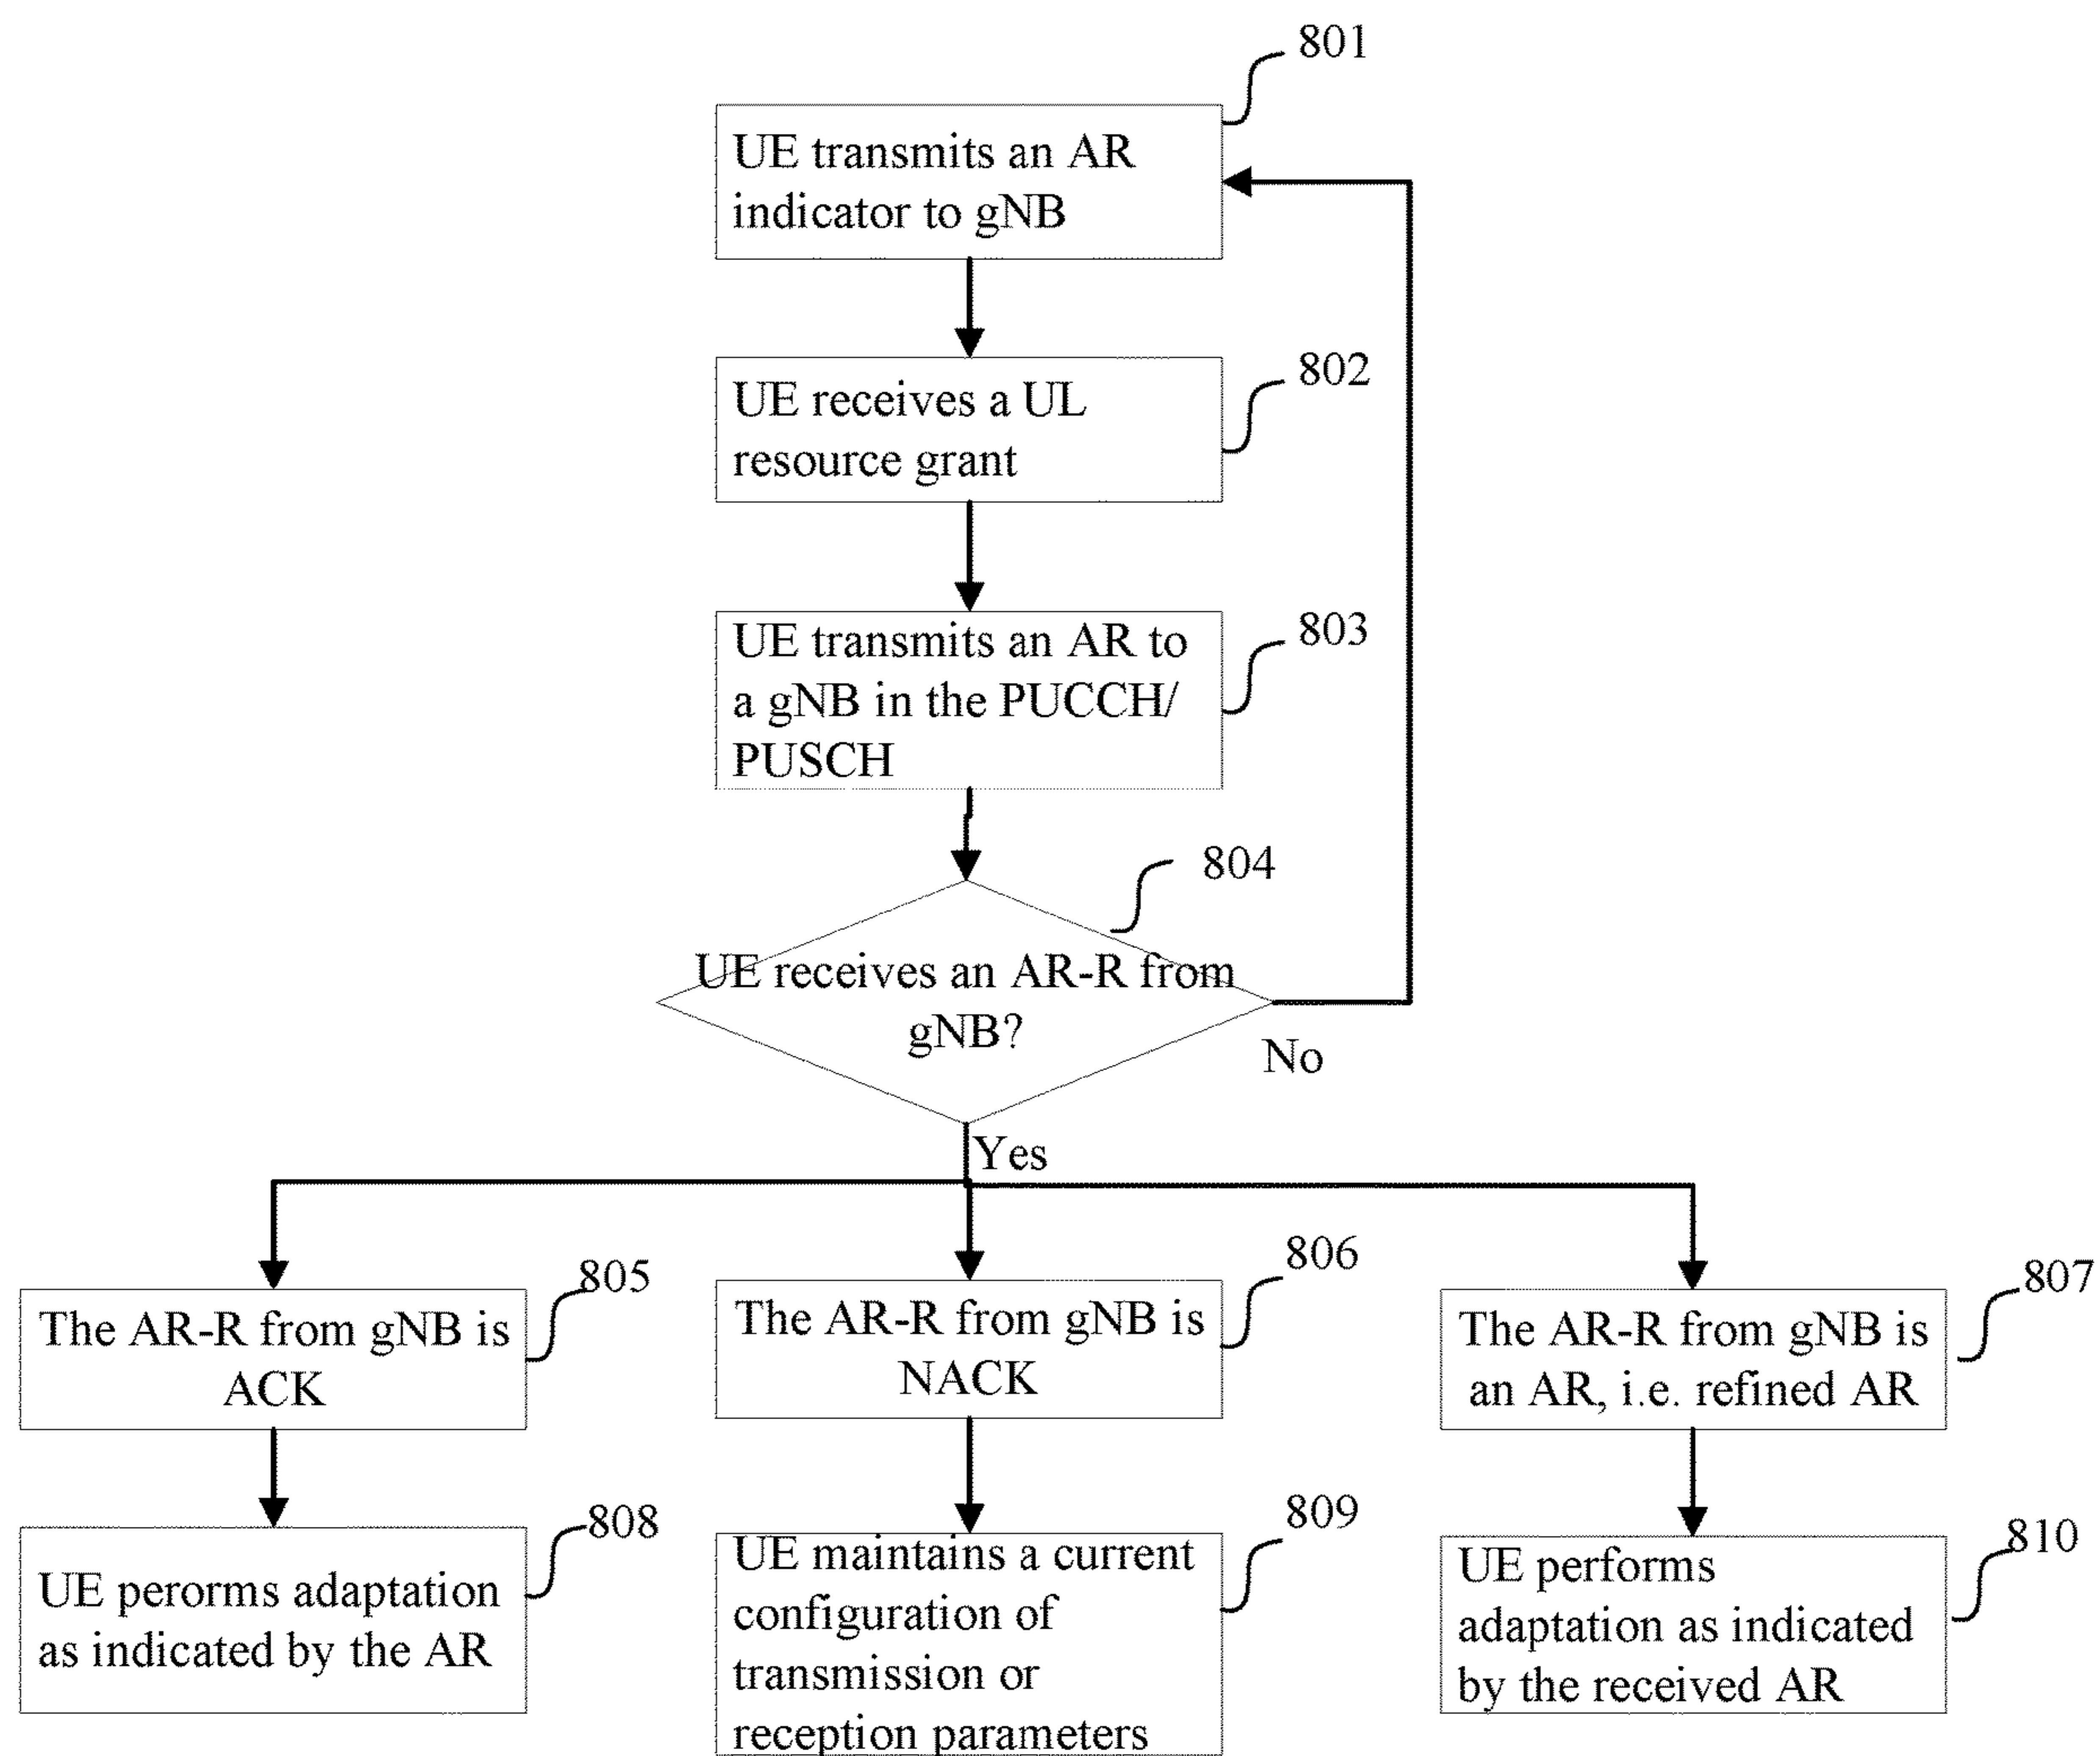 801
UE transmits an AR
indicator to gNB
802
UE receives a UL
resource grant
803
UE transmits an AR to
a gNB in the PUCCH/
PUSCH
804
UE receives an AR-R from
gNB?
No
Yes
805
The AR-R from gNB is
ACK
806
The AR-R from gNB is
NACK
807
The AR-R from gNB is
an AR, i.e. refined AR
808
UE perorms adaptation
as indicated by the AR
809
UE maintains a current
configuration of
transmission or
reception parameters
810
UE performs
adaptation as indicated
by the received AR